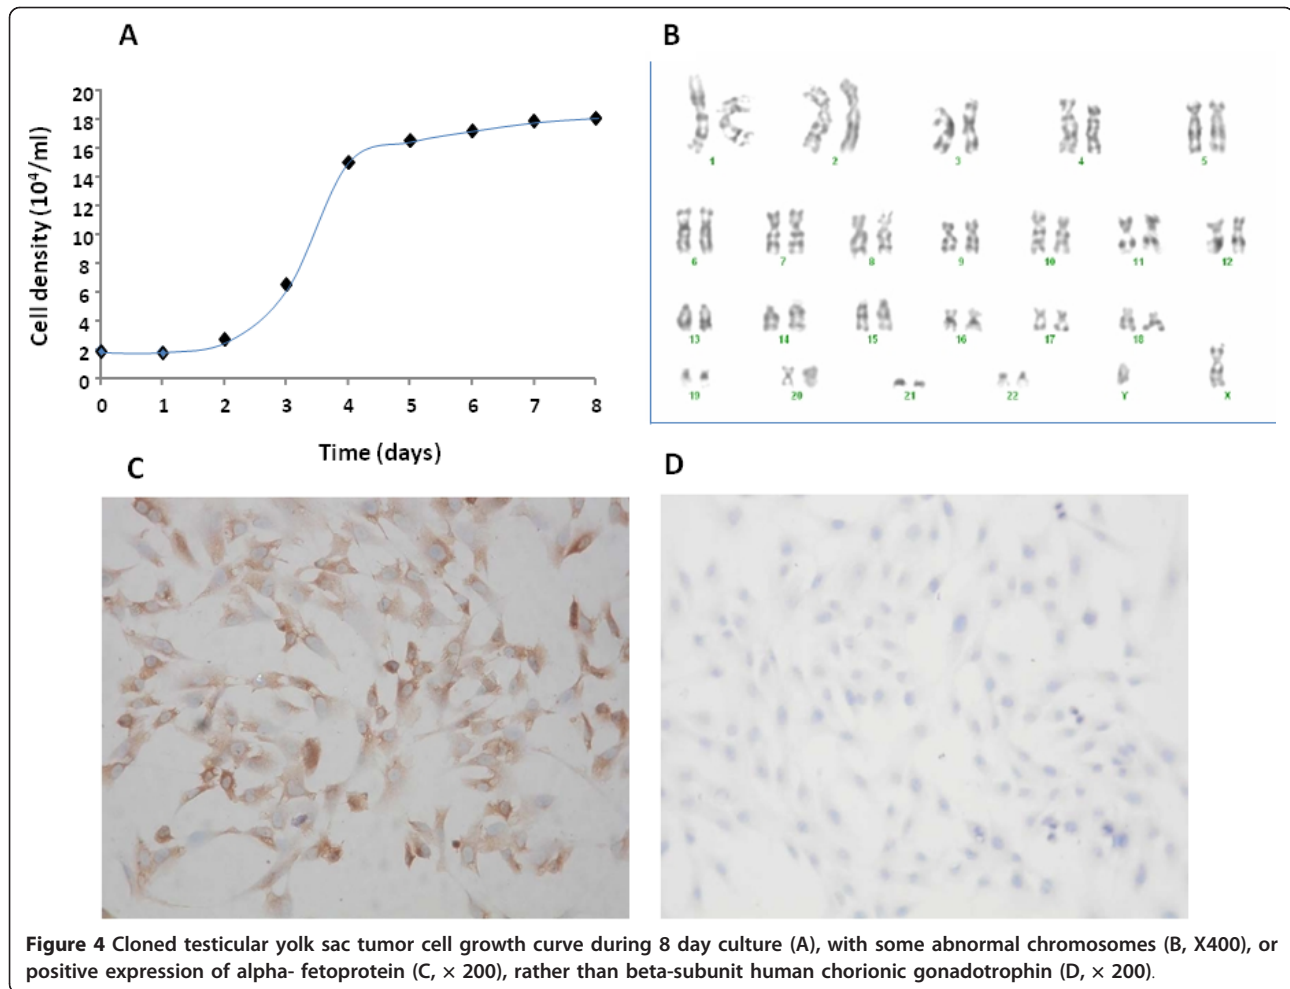 A
B
20
18
16
14
12
10
8
6
4
2
0
Cell density (10⁴/ml)
0 1 2 3 4 5 6 7 8
Time (days)
1 2 3 4 5
6 7 8 9 10 11 12
13 14 15 16 17 18
19 20 21 22 Y X
C
D
Figure 4 Cloned testicular yolk sac tumor cell growth curve during 8 day culture (A), with some abnormal chromosomes (B, X400), or
positive expression of alpha- fetoprotein (C, × 200), rather than beta-subunit human chorionic gonadotrophin (D, × 200).